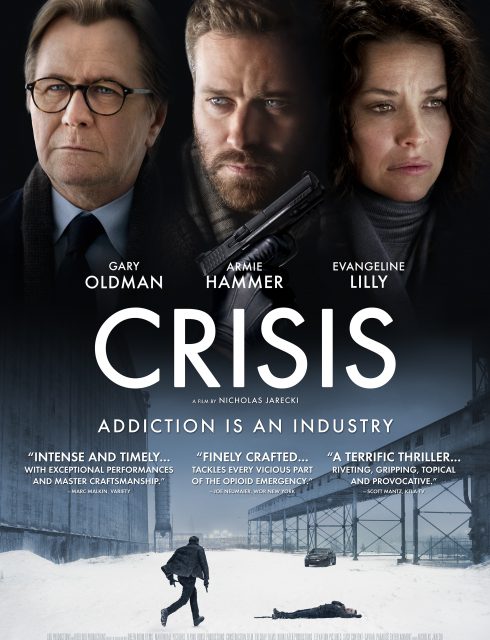 GARY
OLDMAN
ARMIE
HAMMER
EVANGELINE
LILLY
CRISIS
A FILM BY NICHOLAS JARECKI
ADDICTION IS AN INDUSTRY
“INTENSE AND TIMELY...
WITH EXCEPTIONAL PERFORMANCES
AND MASTER CRAFTSMANSHIP.”
– MARC MALKIN, VARIETY
“FINELY CRAFTED...
TACKLES EVERY VICIOUS PART
OF THE OPIOID EMERGENCY.”
– JOE NEUMAIER, WOR NEW YORK
“A TERRIFIC THRILLER...
RIVETING, GRIPPING, TOPICAL
AND PROVOCATIVE.”
– SCOTT MANTZ, KTLA-TV